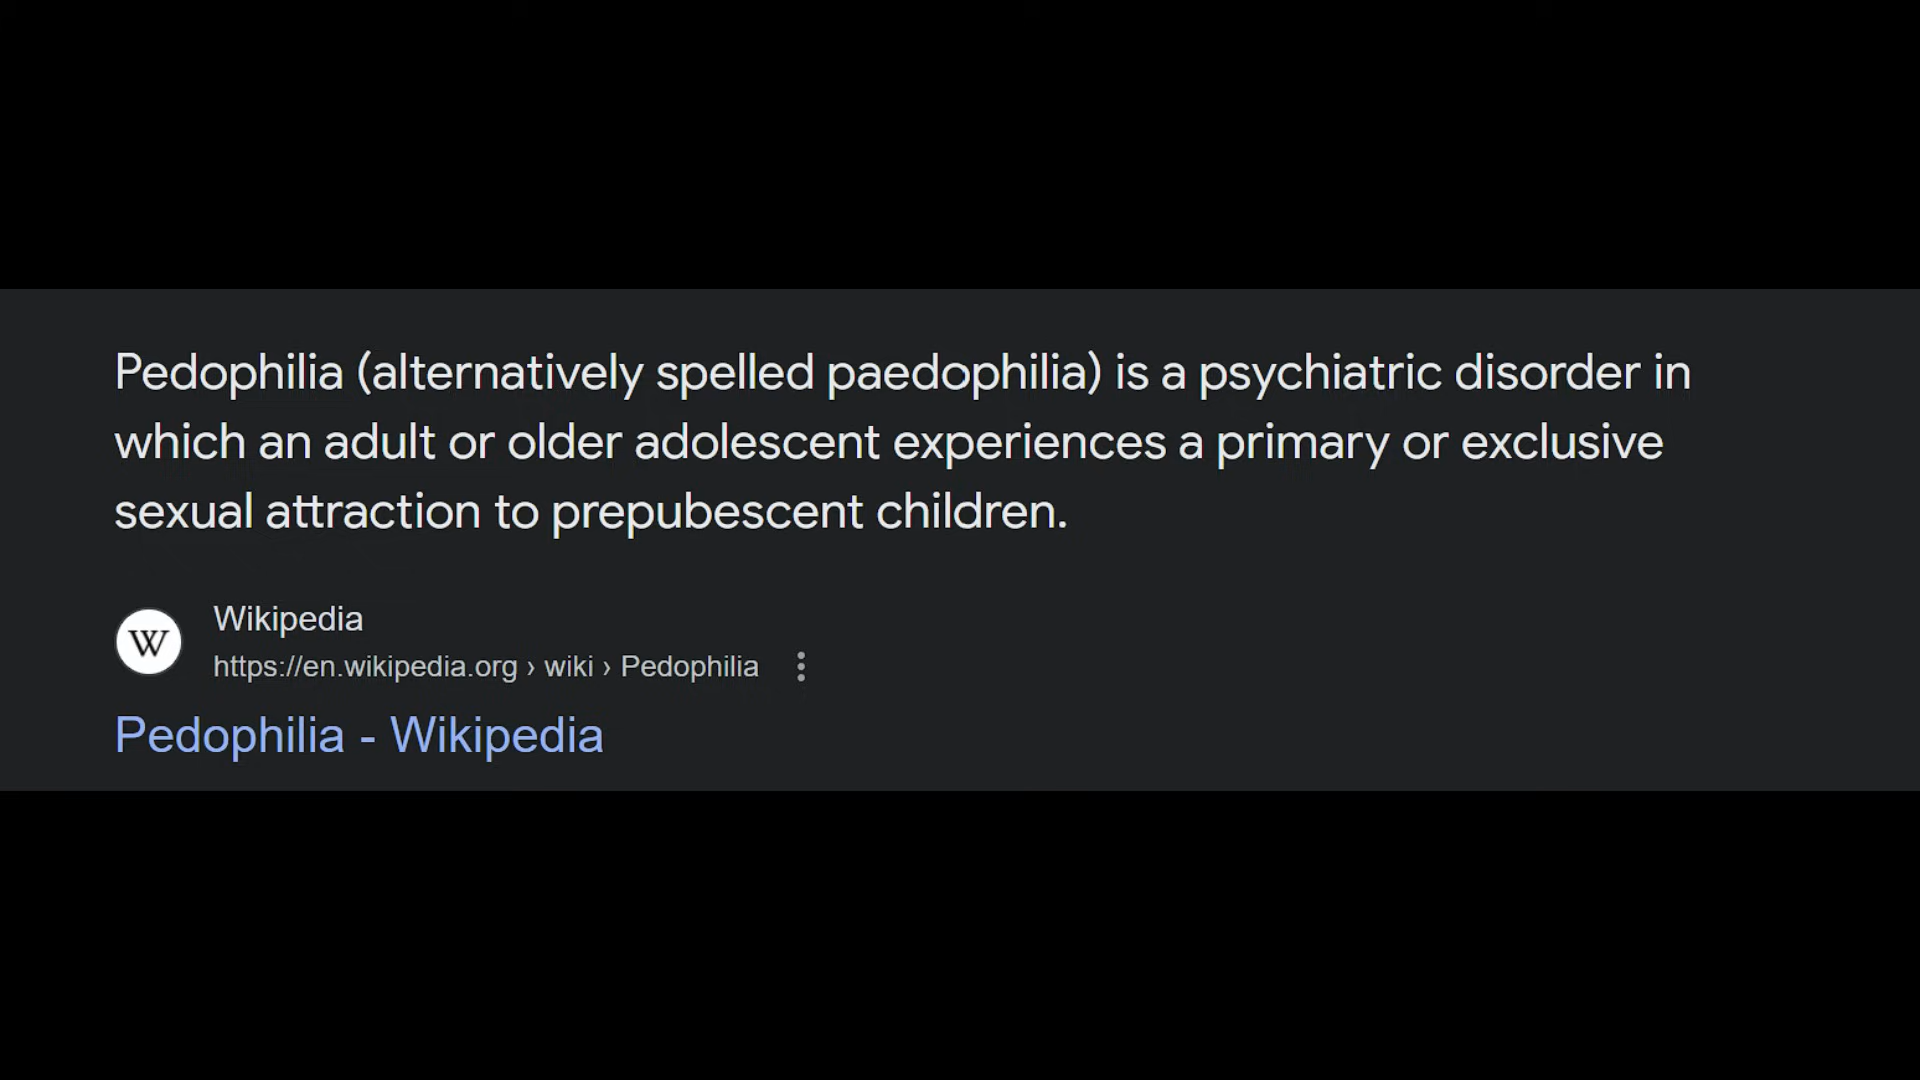 Pedophilia (alternatively spelled paedophilia) is a psychiatric disorder in
which an adult or older adolescent experiences a primary or exclusive
sexual attraction to prepubescent children.
W
Wikipedia
https://en.wikipedia.org › wiki › Pedophilia
Pedophilia - Wikipedia